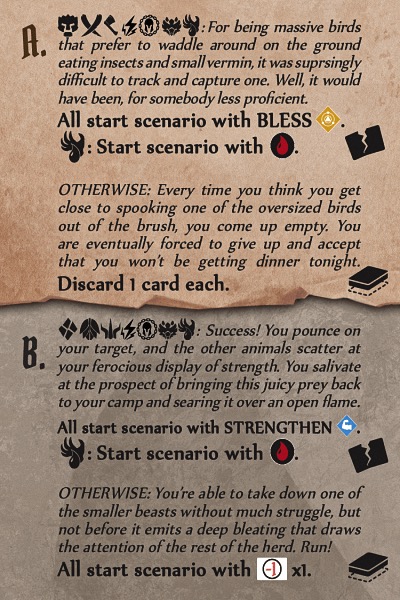 A.
: For being massive birds
that prefer to waddle around on the ground
eating insects and small vermin, it was suprsingly
difficult to track and capture one. Well, it would
have been, for somebody less proficient.
All start scenario with BLESS .
: Start scenario with .
OTHERWISE: Every time you think you get
close to spooking one of the oversized birds
out of the brush, you come up empty. You
are eventually forced to give up and accept
that you won't be getting dinner tonight.
Discard 1 card each.
B.
: Success! You pounce on
your target, and the other animals scatter at
your ferocious display of strength. You salivate
at the prospect of bringing this juicy prey back
to your camp and searing it over an open flame.
All start scenario with STRENGTHEN .
: Start scenario with .
OTHERWISE: You're able to take down one of
the smaller beasts without much struggle, but
not before it emits a deep bleating that draws
the attention of the rest of the herd. Run!
All start scenario with -1 x1.